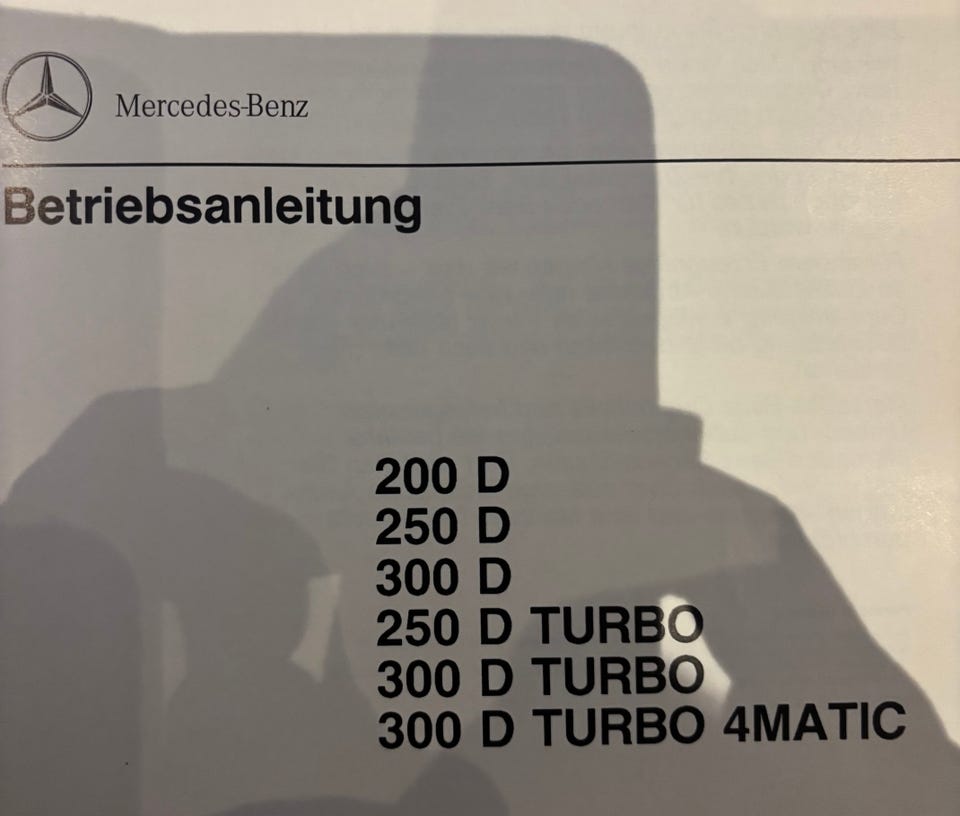 Mercedes-Benz
Betriebsanleitung
200 D
250 D
300 D
250 D TURBO
300 D TURBO
300 D TURBO 4MATIC